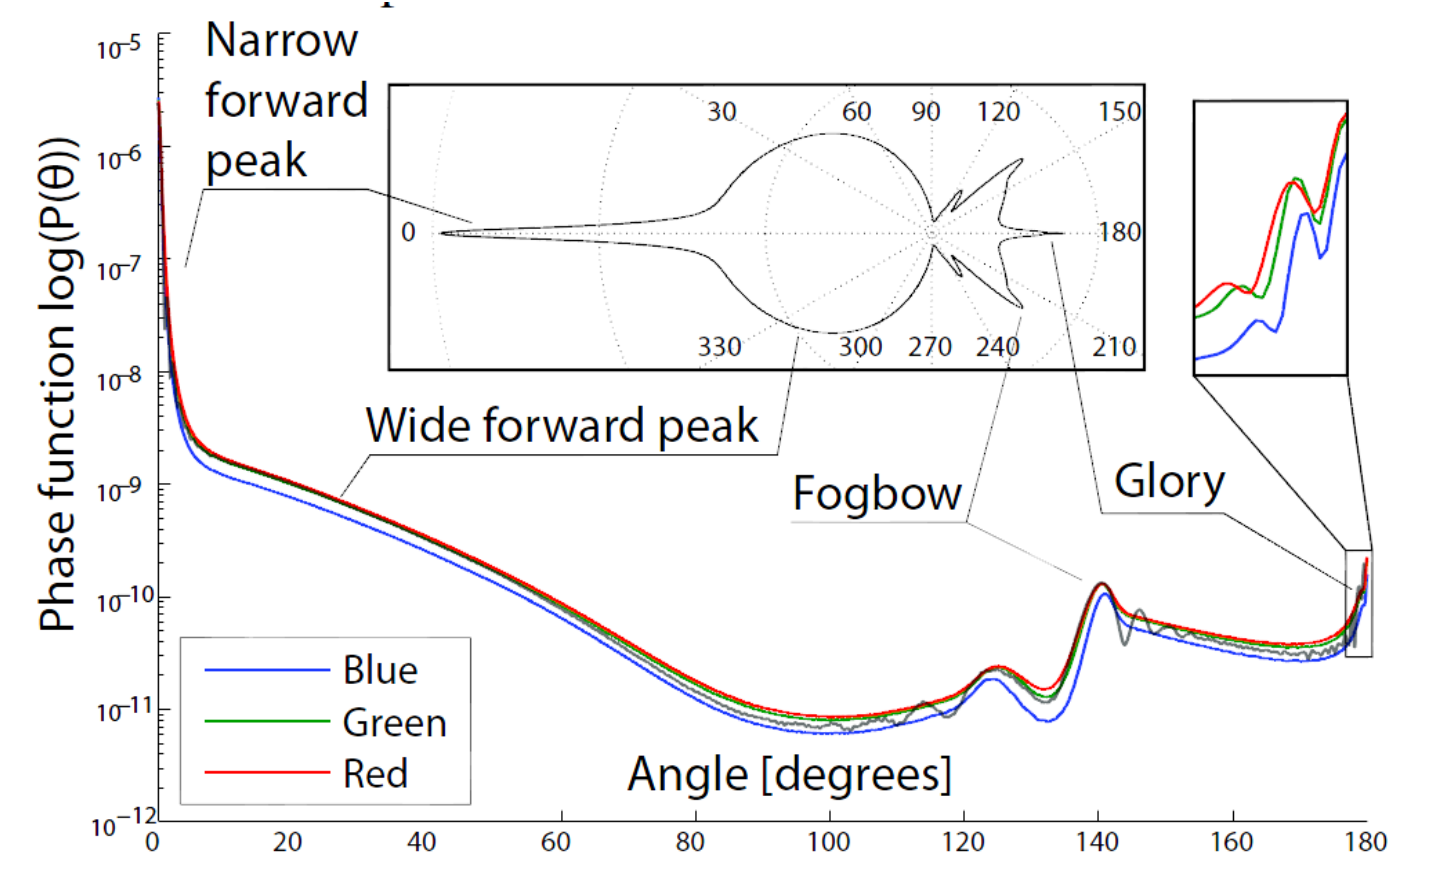 Narrow
forward
peak
10⁻⁵
10⁻⁶
10⁻⁷
10⁻⁸
10⁻⁹
10⁻¹⁰
10⁻¹¹
10⁻¹²
Phase function log(P(θ))
0
30
60
90
120
150
180
210
240
270
300
330
Wide forward peak
Fogbow
Glory
Blue
Green
Red
Angle [degrees]
0 20 40 60 80 100 120 140 160 180